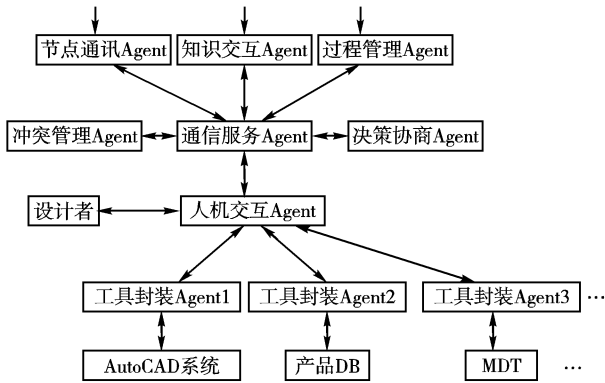 节点通讯Agent 知识交互Agent 过程管理Agent
冲突管理Agent 通信服务Agent 决策协商Agent
设计者 人机交互Agent
工具封装Agent1 工具封装Agent2 工具封装Agent3 …
AutoCAD系统 产品DB MDT …